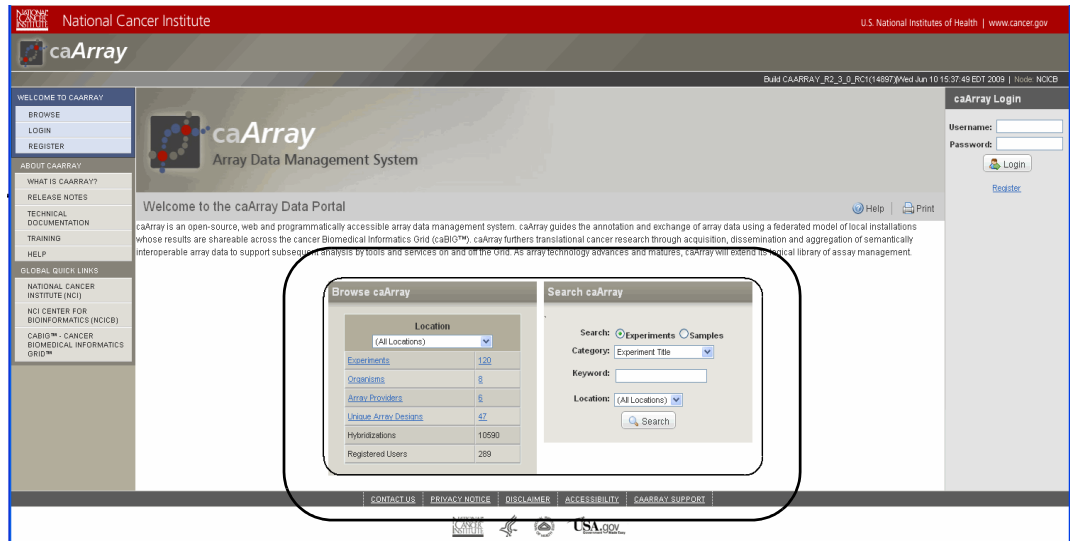 NATIONAL CANCER INSTITUTE
National Cancer Institute
U.S. National Institutes of Health | www.cancer.gov
caArray
Build CAARRAY_R2_3_0_RC1(14897)|Wed Jun 10 15:37:49 EDT 2009 | Node: NCICB
WELCOME TO CAARRAY
BROWSE
LOGIN
REGISTER
ABOUT CAARRAY
WHAT IS CAARRAY?
RELEASE NOTES
TECHNICAL
DOCUMENTATION
TRAINING
HELP
GLOBAL QUICK LINKS
NATIONAL CANCER
INSTITUTE (NCI)
NCI CENTER FOR
BIOINFORMATICS (NCICB)
CABIG™ - CANCER
BIOMEDICAL INFORMATICS
GRID™
caArray
Array Data Management System
Welcome to the caArray Data Portal
Help
Print
caArray is an open-source, web and programmatically accessible array data management system. caArray guides the annotation and exchange of array data using a federated model of local installations
whose results are shareable across the cancer Biomedical Informatics Grid (caBIG™). caArray furthers translational cancer research through acquisition, dissemination and aggregation of semantically
interoperable array data to support subsequent analysis by tools and services on and off the Grid. As array technology advances and matures, caArray will extend its logical library of assay management.
Browse caArray
Location
(All Locations)
Experiments 120
Organisms 8
Array Providers 6
Unique Array Designs 47
Hybridizations 10590
Registered Users 289
Search caArray
Search: Experiments Samples
Category: Experiment Title
Keyword:
Location: (All Locations)
Search
caArray Login
Username:
Password:
Login
Register
CONTACT US
PRIVACY NOTICE
DISCLAIMER
ACCESSIBILITY
CAARRAY SUPPORT
NATIONAL CANCER INSTITUTE
USA.gov